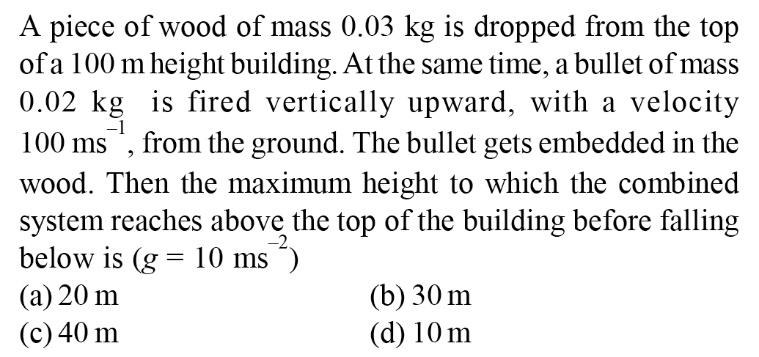 A piece of wood of mass 0.03 kg is dropped from the top
of a 100 m height building. At the same time, a bullet of mass
0.02 kg is fired vertically upward, with a velocity
100 ms⁻¹, from the ground. The bullet gets embedded in the
wood. Then the maximum height to which the combined
system reaches above the top of the building before falling
below is (g = 10 ms⁻²)
(a) 20 m (b) 30 m
(c) 40 m (d) 10 m